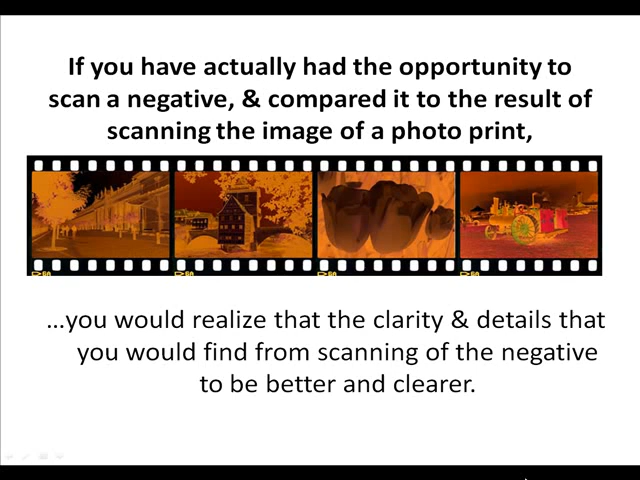 If you have actually had the opportunity to
scan a negative, & compared it to the result of
scanning the image of a photo print,
...you would realize that the clarity & details that
you would find from scanning of the negative
to be better and clearer.